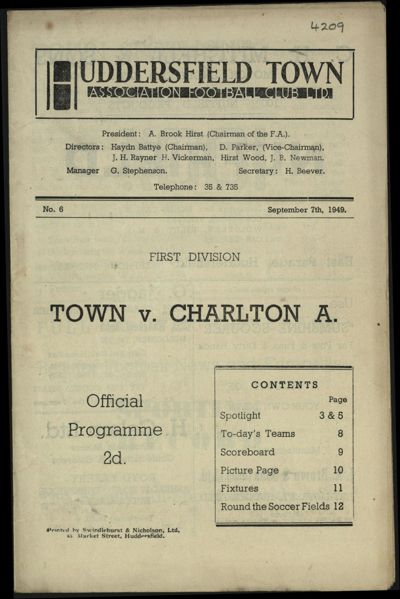 4209
HUDDERSFIELD TOWN
ASSOCIATION FOOTBALL CLUB LTD.
President: A. Brook Hirst (Chairman of the F.A.).
Directors: Haydn Battye (Chairman), D. Parker, (Vice-Chairman),
J. H. Rayner H. Vickerman, Hirst Wood, J. B. Newman.
Manager G. Stephenson. Secretary: H. Beever.
Telephone: 35 & 735
No. 6 September 7th, 1949.
FIRST DIVISION
TOWN v. CHARLTON A.
Official
Programme
2d.
CONTENTS
Page
Spotlight 3 & 5
To-day's Teams 8
Scoreboard 9
Picture Page 10
Fixtures 11
Round the Soccer Fields 12
Printed by Swindlehurst & Nicholson, Ltd,
Market Street, Huddersfield.